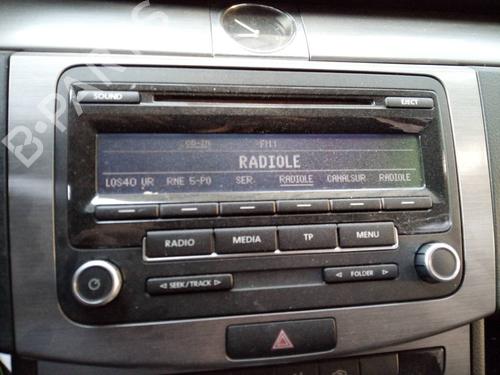 SOUND
EJECT
FM1
RADIOLE
LOS40 UR RNE 5-PO SER. RADIOLE CANALSUR RADIOLE
RADIO MEDIA TP MENU
SEEK/TRACK
FOLDER
B-PARTS